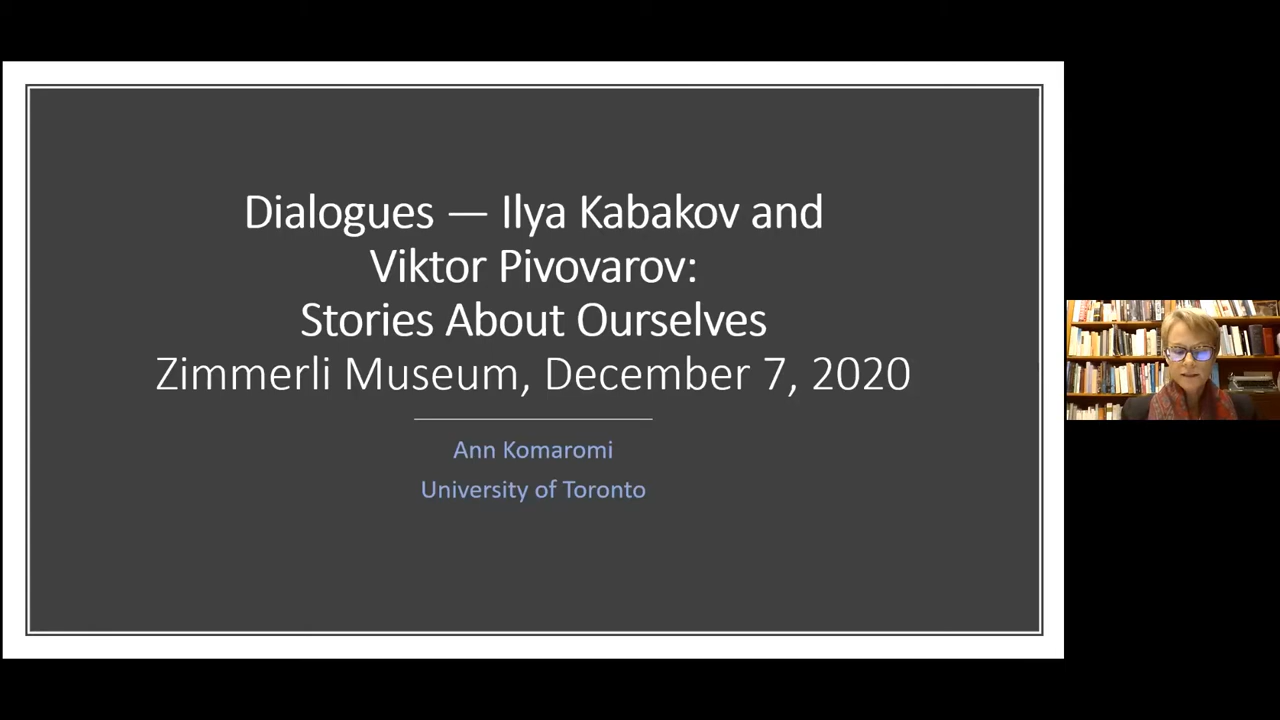 Dialogues — Ilya Kabakov and
Viktor Pivovarov:
Stories About Ourselves
Zimmerli Museum, December 7, 2020
Ann Komaromi
University of Toronto